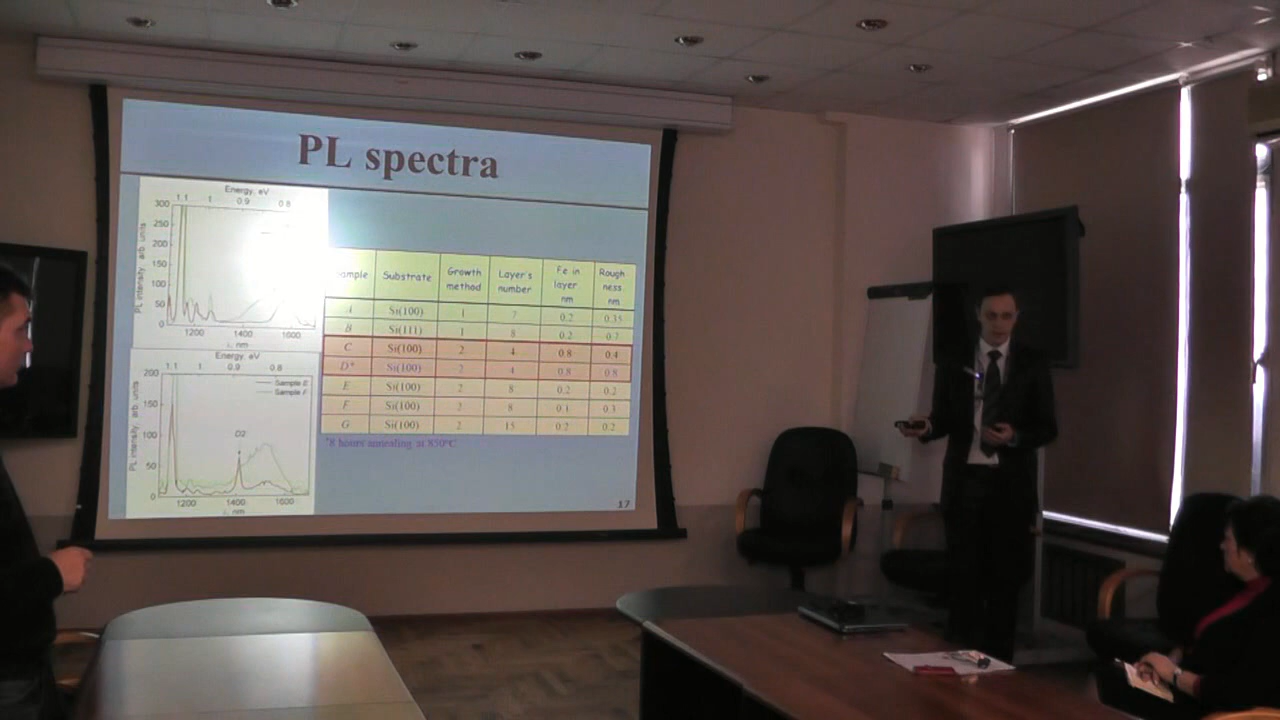 PL spectra
Energy, eV
1.1 1 0.9 0.8
300
250
200
150
100
50
0
PL intensity, arb. units
1200 1400 1600
λ, nm
Energy, eV
1.1 1 0.9 0.8
200
150
100
50
0
PL intensity, arb. units
Sample E
Sample F
D2
1200 1400 1600
λ, nm
Sample Substrate Growth method Layer's number Fe in layer nm Rough ness nm
A Si(100) 1 7 0.2 0.35
B Si(111) 1 8 0.2 0.7
C Si(100) 2 4 0.8 0.4
D* Si(100) 2 4 0.8 0.8
E Si(100) 2 8 0.2 0.2
F Si(100) 2 8 0.1 0.3
G Si(100) 2 15 0.2 0.2
*8 hours annealing at 850°C
17